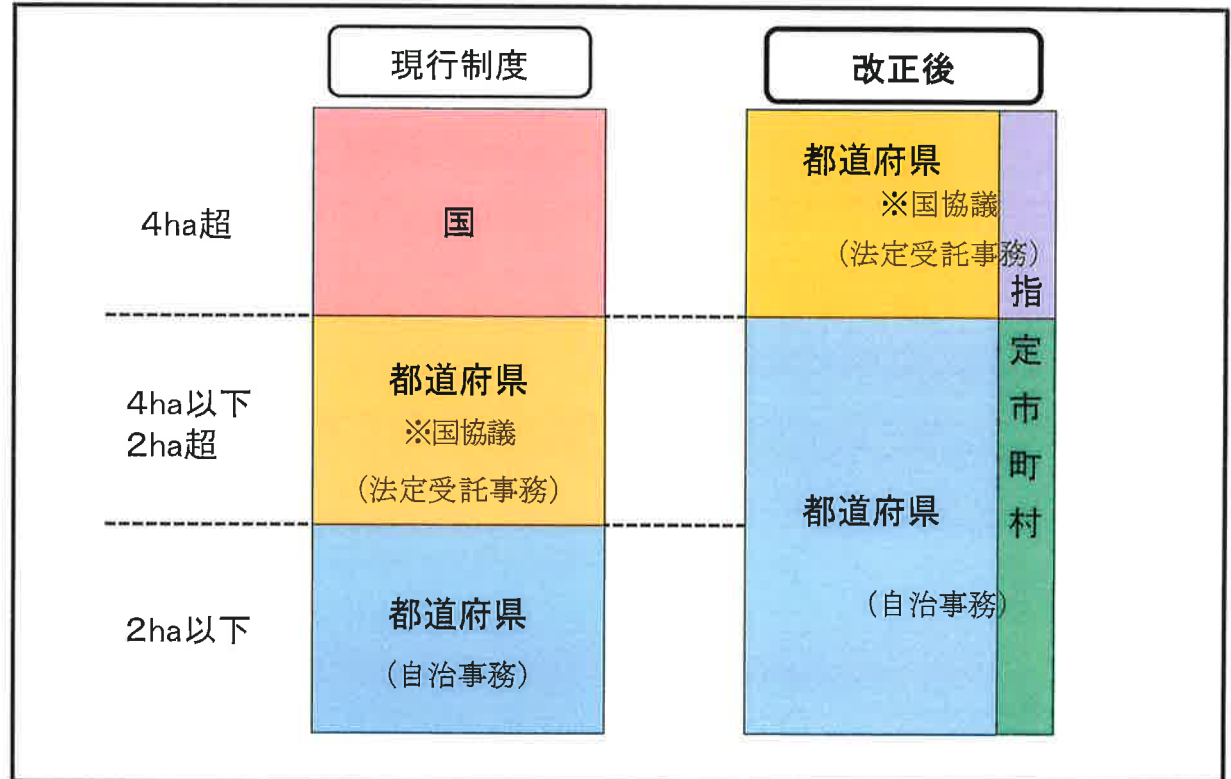 現行制度
改正後
4ha超
国
都道府県
※国協議
(法定受託事務)
指定市町村
4ha以下
2ha超
都道府県
※国協議
(法定受託事務)
都道府県
(自治事務)
2ha以下
都道府県
(自治事務)